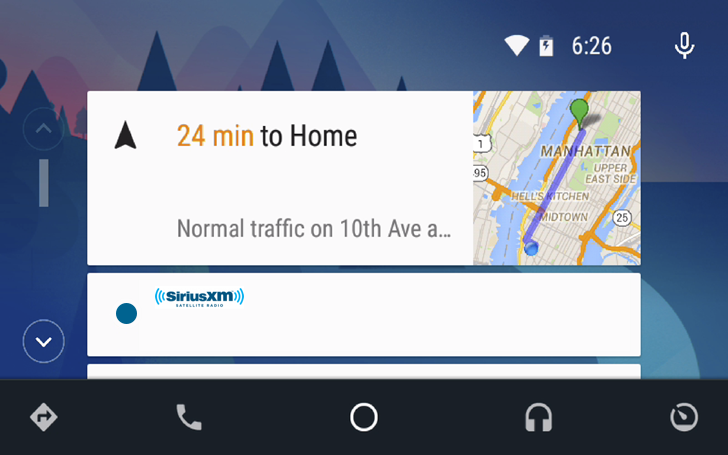 6:26
24 min to Home
Normal traffic on 10th Ave a...
1
95
MANHATTAN
UPPER
EAST SIDE
HELL'S KITCHEN
MIDTOWN
25
((SiriusXM))
SATELLITE RADIO